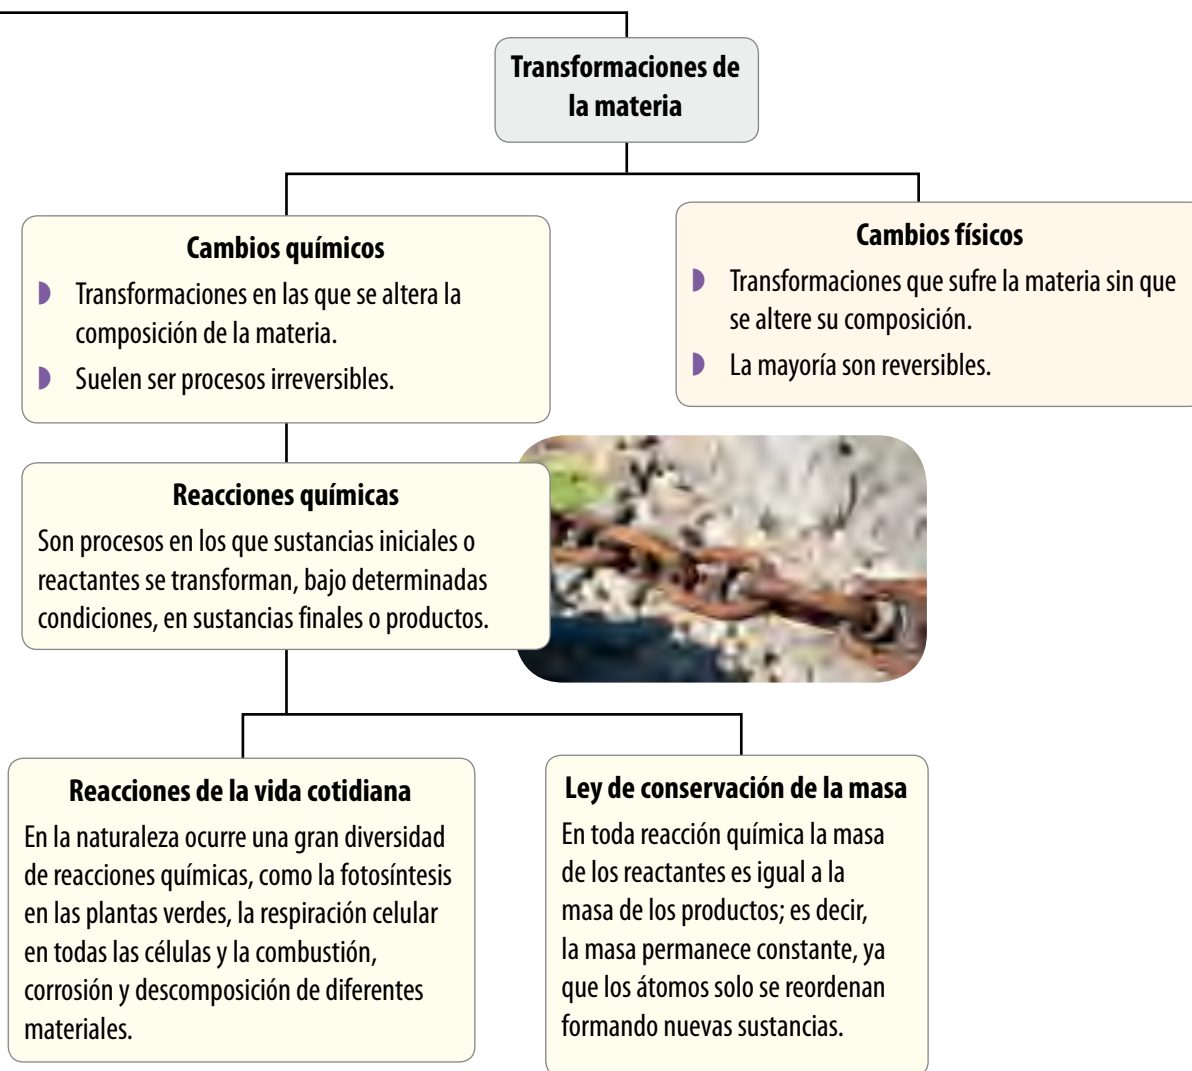 Transformaciones de
la materia
Cambios químicos
Transformaciones en las que se altera la
composición de la materia.
Suelen ser procesos irreversibles.
Cambios físicos
Transformaciones que sufre la materia sin que
se altere su composición.
La mayoría son reversibles.
Reacciones químicas
Son procesos en los que sustancias iniciales o
reactantes se transforman, bajo determinadas
condiciones, en sustancias finales o productos.
Reacciones de la vida cotidiana
En la naturaleza ocurre una gran diversidad
de reacciones químicas, como la fotosíntesis
en las plantas verdes, la respiración celular
en todas las células y la combustión,
corrosión y descomposición de diferentes
materiales.
Ley de conservación de la masa
En toda reacción química la masa
de los reactantes es igual a la
masa de los productos; es decir,
la masa permanece constante, ya
que los átomos solo se reordenan
formando nuevas sustancias.